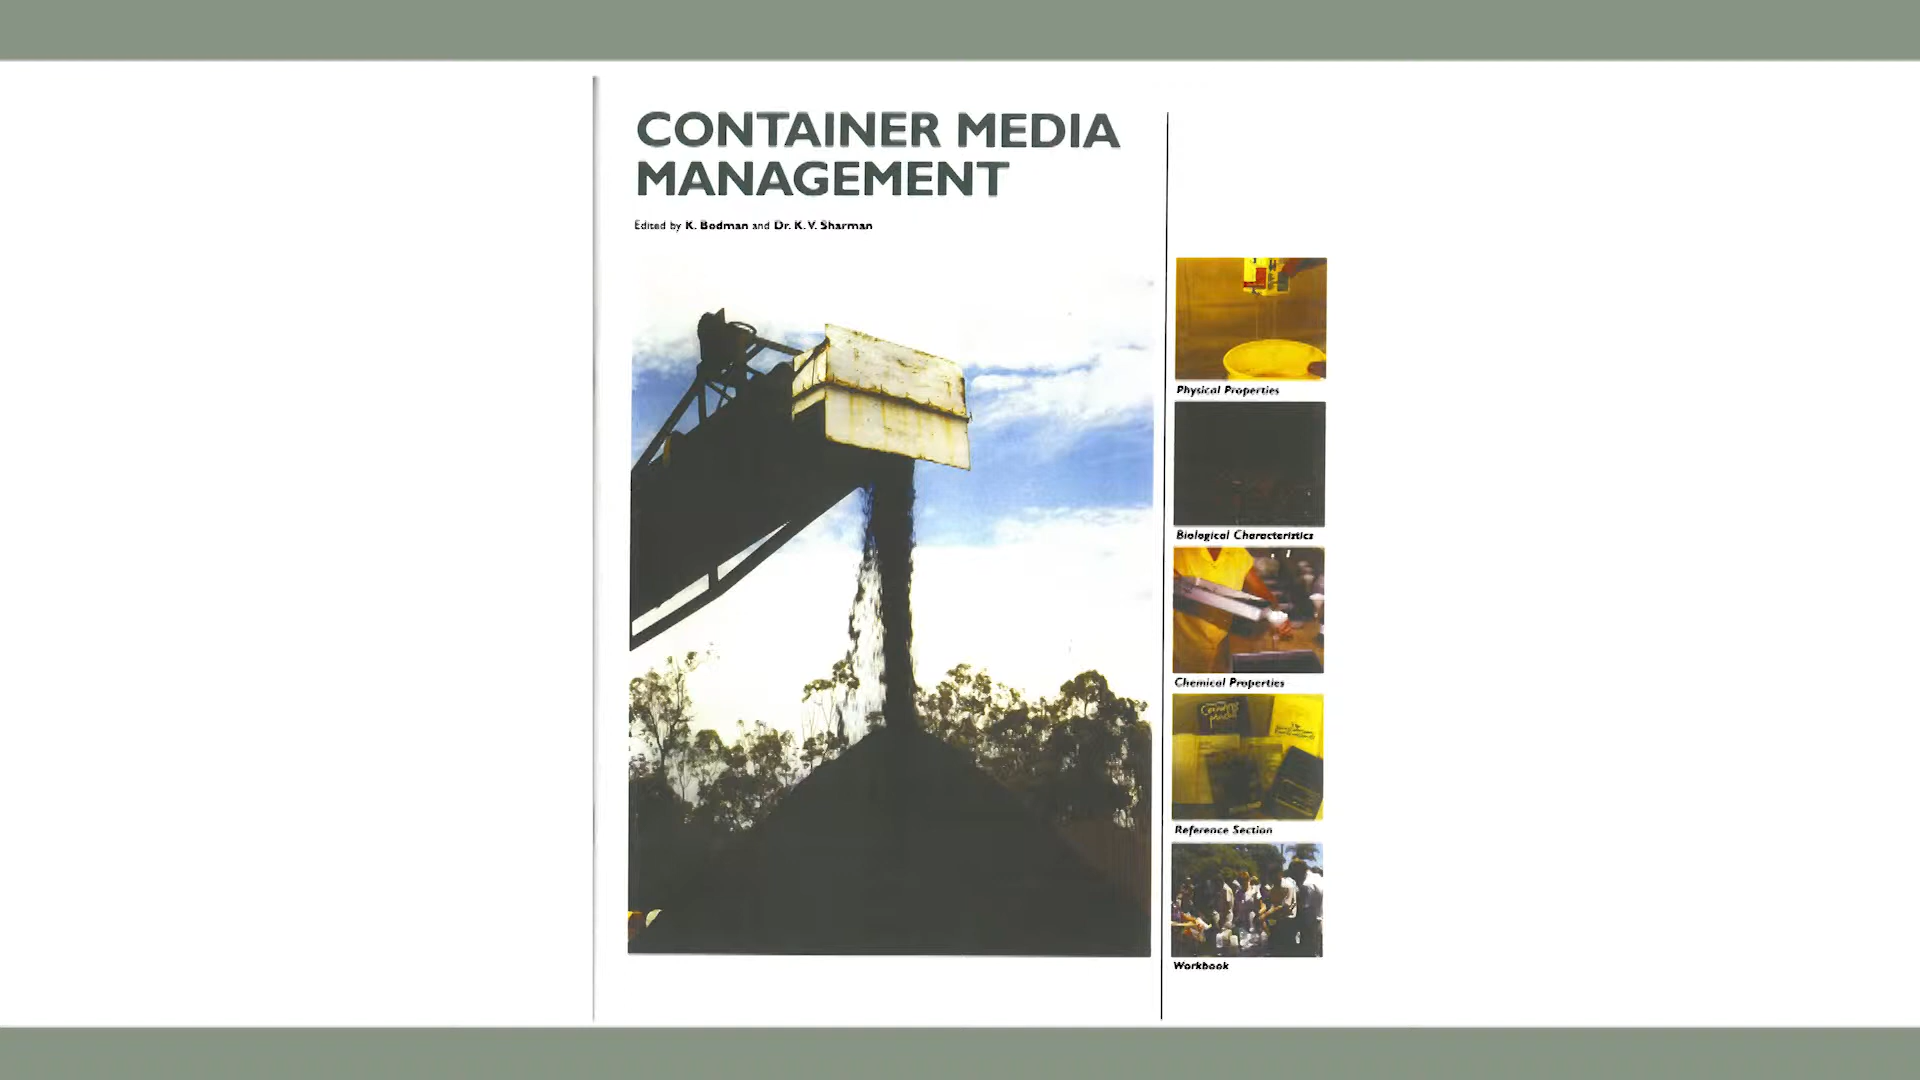 CONTAINER MEDIA
MANAGEMENT
Edited by K. Bodman and Dr. K. V. Sharman
Physical Properties
Biological Characteristics
Chemical Properties
Reference Section
Workbook